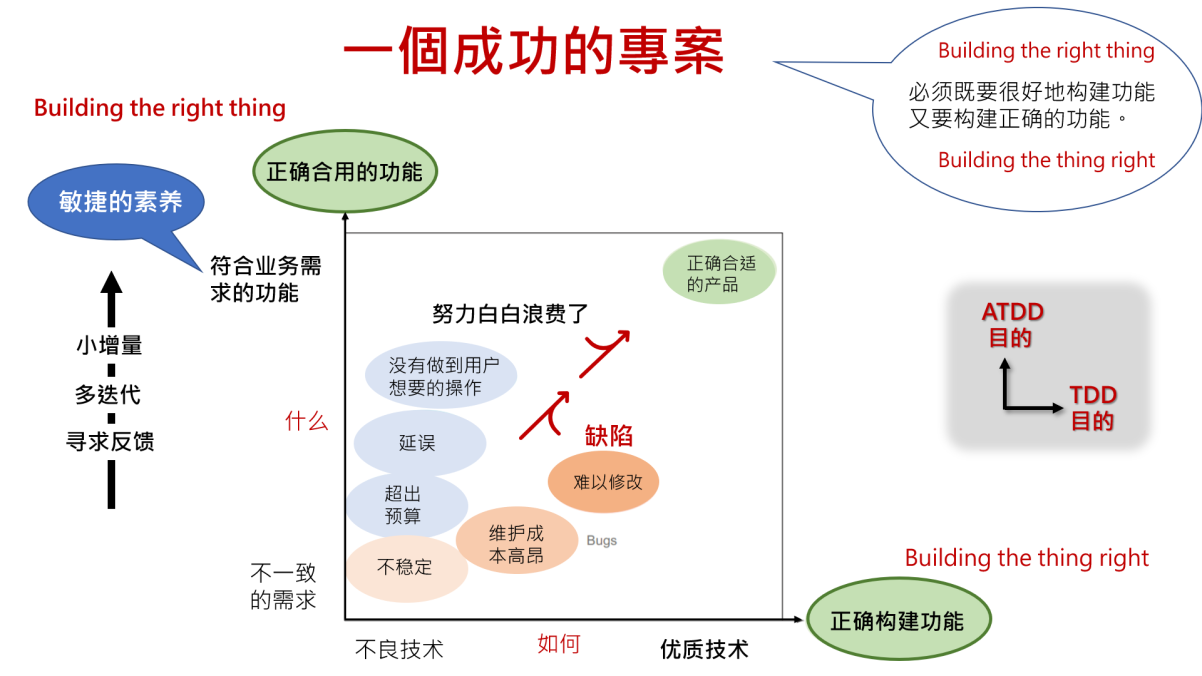 一個成功的專案
Building the right thing
必须既要很好地构建功能
又要构建正确的功能。
Building the thing right
Building the right thing
正确合用的功能
敏捷的素养
符合业务需
求的功能
正确合适
的产品
努力白白浪费了
ATDD
目的
TDD
目的
小增量
多迭代
寻求反馈
没有做到用户
想要的操作
什么
延误
缺陷
难以修改
超出
预算
维护成
本高昂
Bugs
不稳定
不一致
的需求
Building the thing right
正确构建功能
不良技术
如何
优质技术